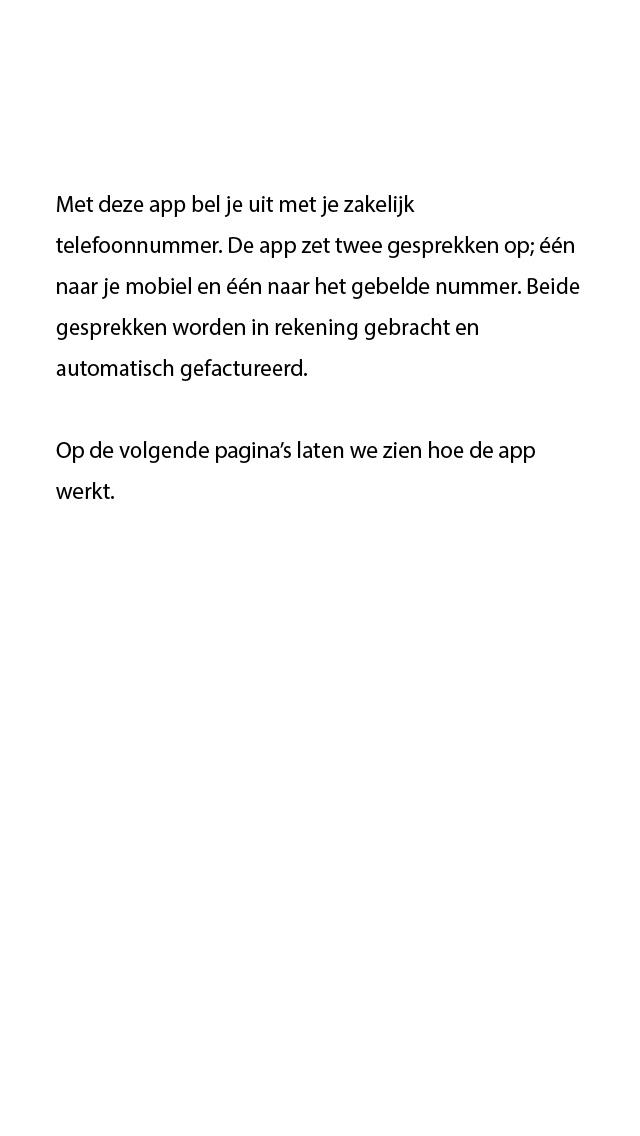 Met deze app bel je uit met je zakelijk
telefoonnummer. De app zet twee gesprekken op; één
naar je mobiel en één naar het gebelde nummer. Beide
gesprekken worden in rekening gebracht en
automatisch gefactureerd.

Op de volgende pagina’s laten we zien hoe de app
werkt.